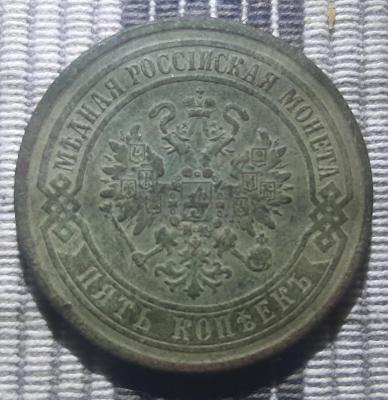 МѢДНАЯ РОССІЙСКАЯ МОНЕТА
ПЯТЬ КОПѢЕКЪ